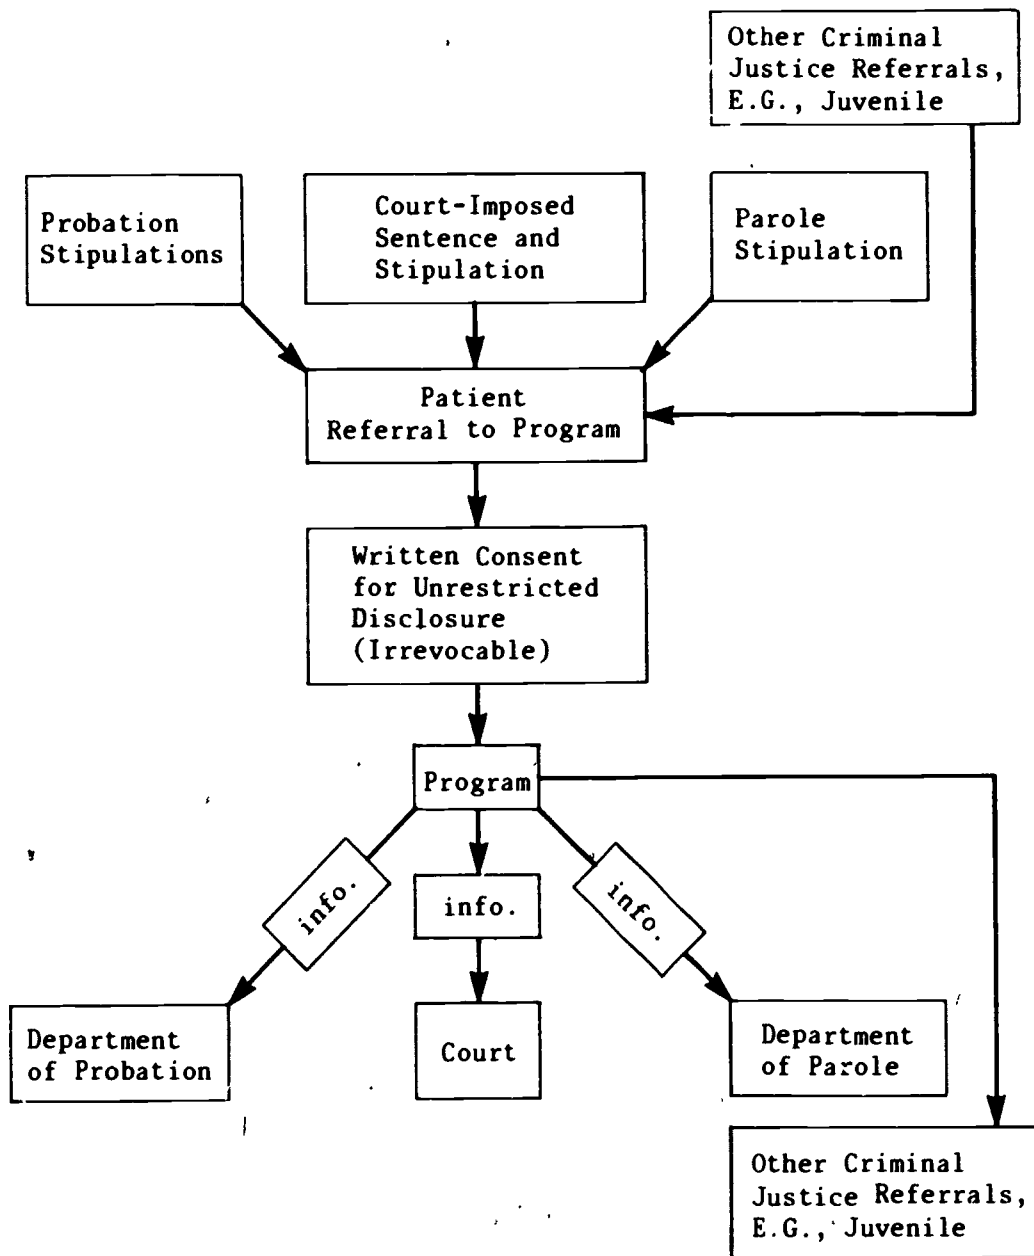 Other Criminal
Justice Referrals,
E.G., Juvenile
Probation
Stipulations
Court-Imposed
Sentence and
Stipulation
Parole
Stipulation
Patient
Referral to Program
Written Consent
for Unrestricted
Disclosure
(Irrevocable)
Program
info.
info.
info.
Department
of Probation
Court
Department
of Parole
Other Criminal
Justice Referrals,
E.G., Juvenile